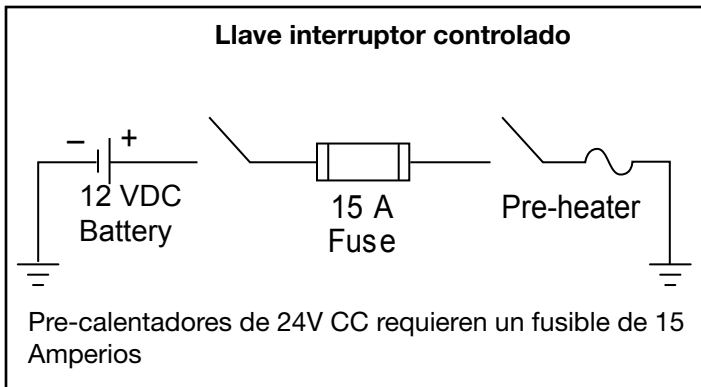 Llave interruptor controlado
– +
12 VDC
Battery
15 A
Fuse
Pre-heater
Pre-calentadores de 24V CC requieren un fusible de 15
Amperios